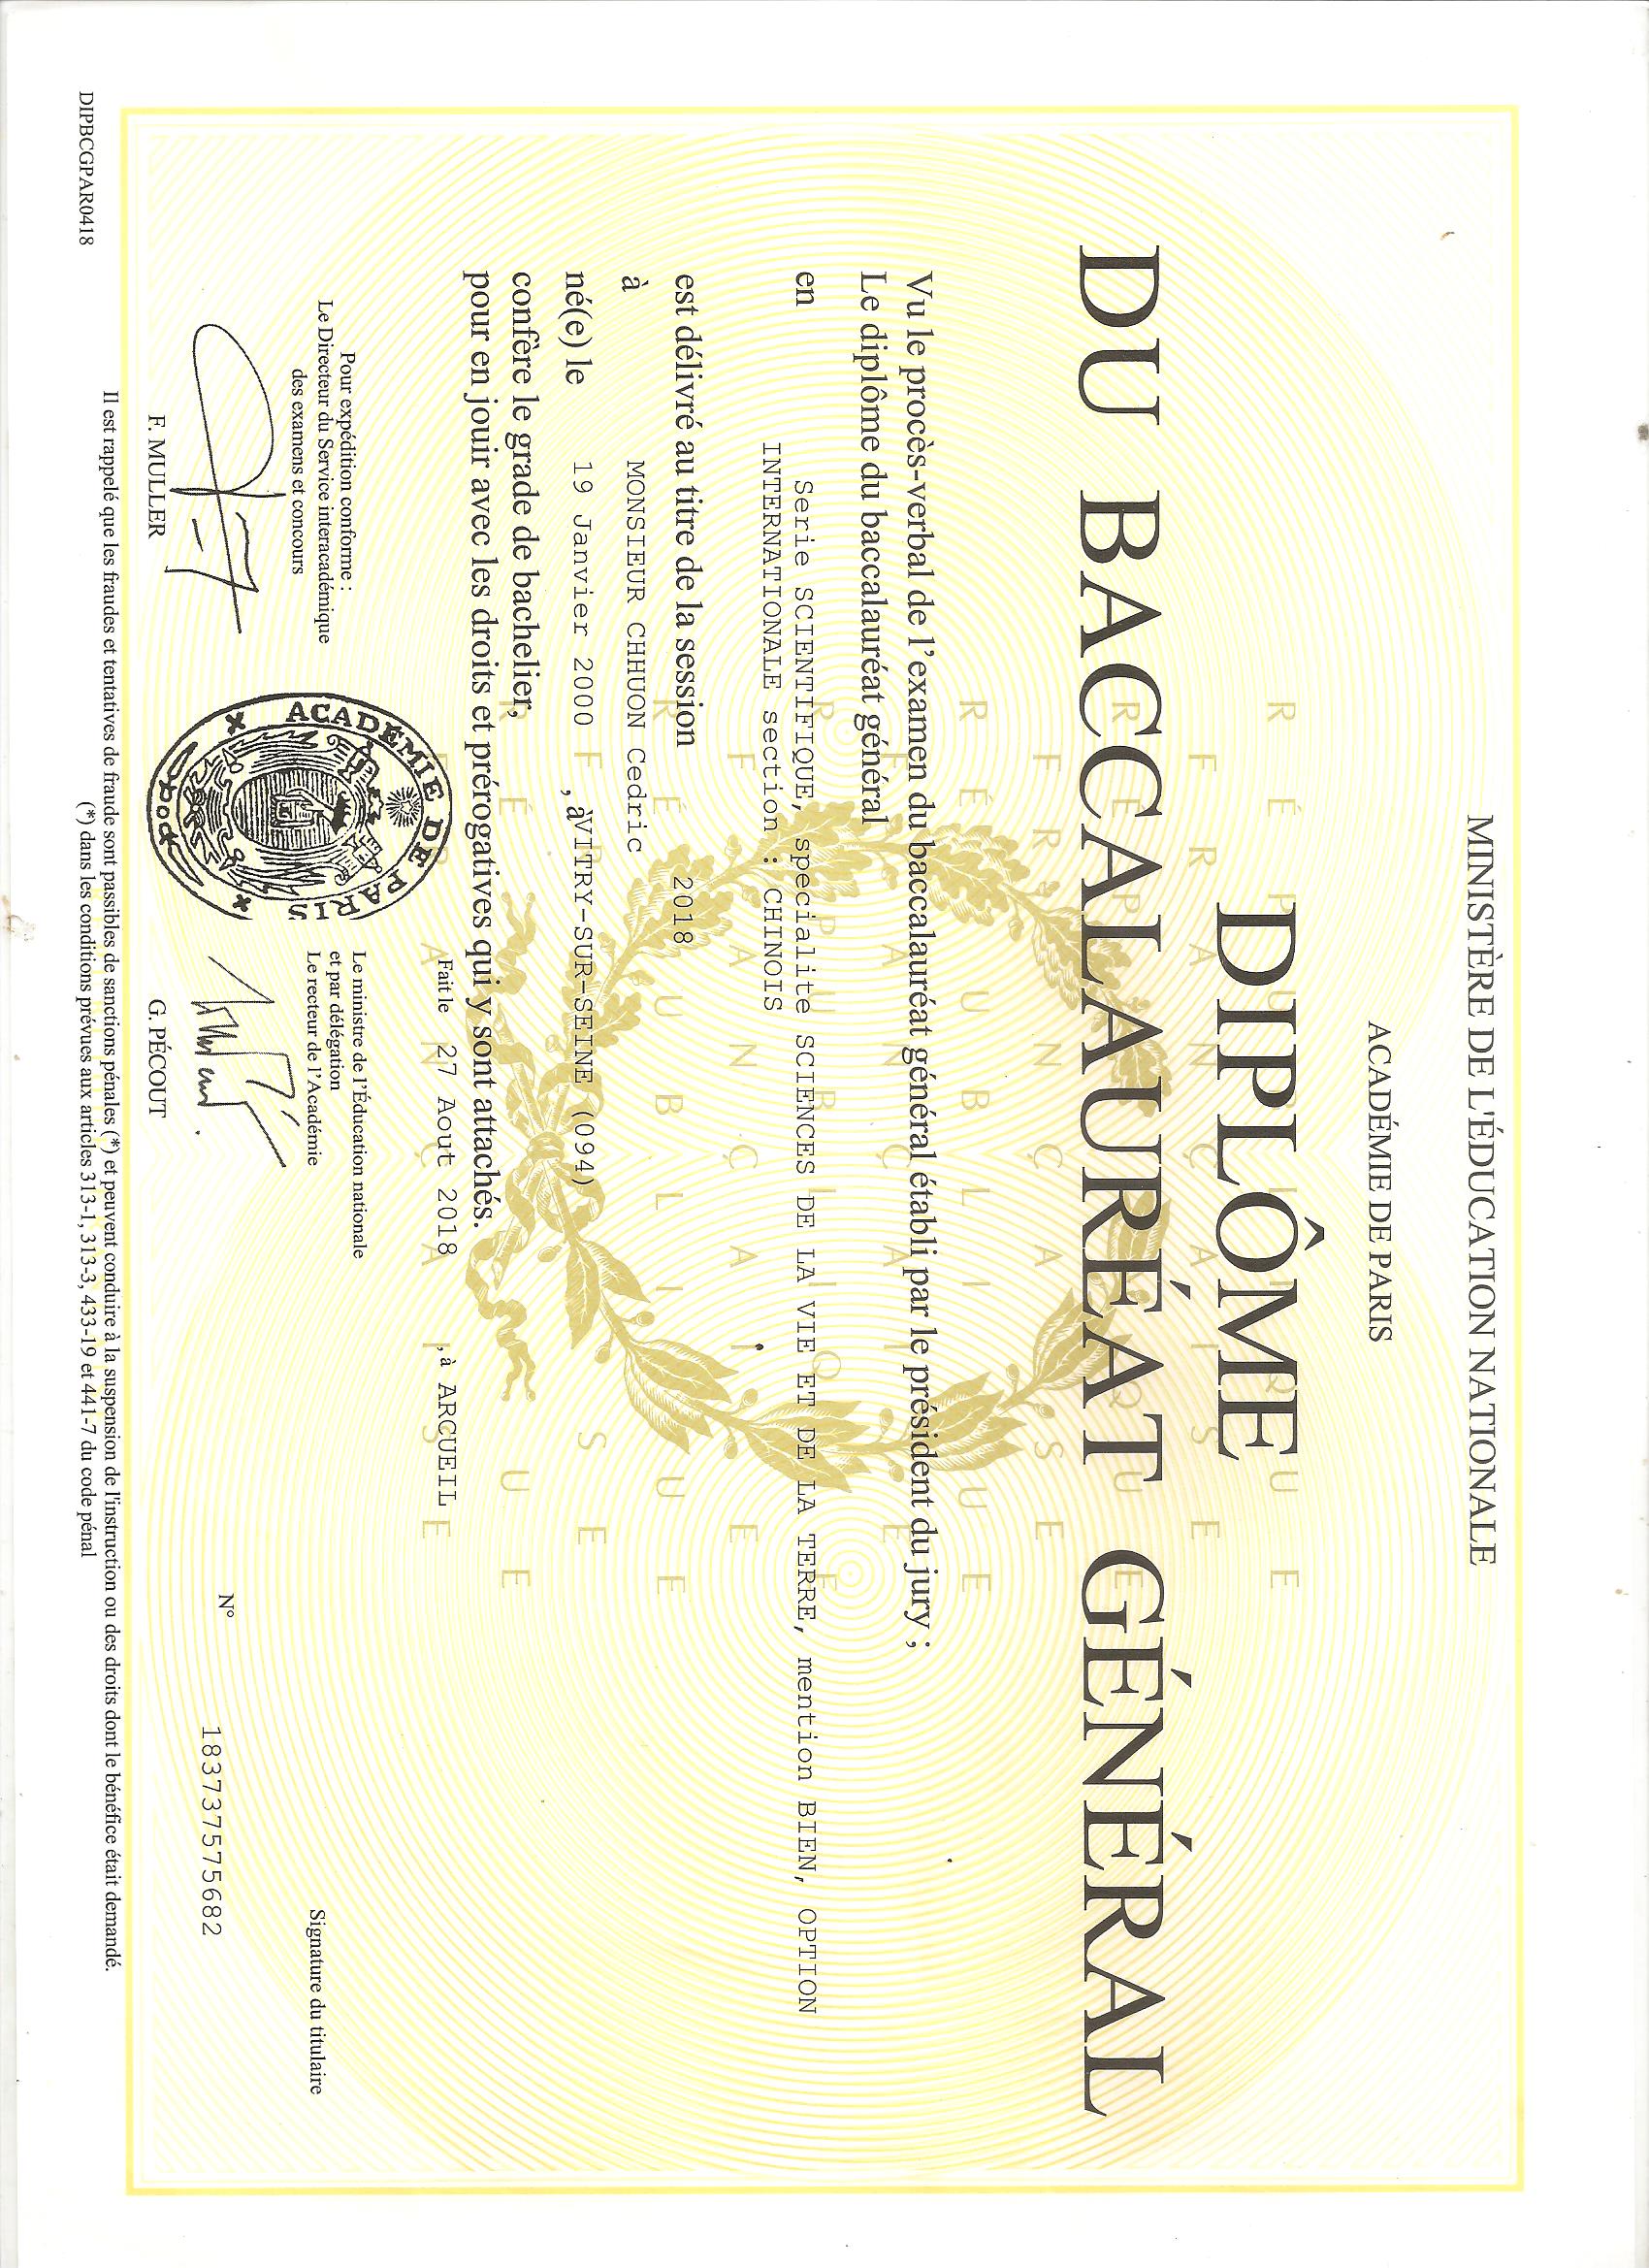 MINISTÈRE DE L'ÉDUCATION NATIONALE
ACADÉMIE DE PARIS
DIPLÔME
DU BACCALAURÉAT GÉNÉRAL
Vu le procès-verbal de l'examen du baccalauréat général établi par le président du jury ;
Le diplôme du baccalauréat général
en Serie SCIENTIFIQUE, specialite SCIENCES DE LA VIE ET DE LA TERRE, mention BIEN, OPTION
INTERNATIONALE section : CHINOIS
est délivré au titre de la session 2018
à MONSIEUR CHHUON Cedric
né(e) le 19 Janvier 2000 , à VITRY-SUR-SEINE (094)
confère le grade de bachelier,
pour en jouir avec les droits et prérogatives qui y sont attachés.
Fait le 27 Aout 2018 , à ARCUEIL
Pour expédition conforme :
Le Directeur du Service interacadémique
des examens et concours
F. MULLER
ACADEMIE DE PARIS
Le ministre de l'Éducation nationale
et par délégation
Le recteur de l'Académie
G. PÉCOUT
Signature du titulaire
N° 1837375 75682
Il est rappelé que les fraudes et tentatives de fraude sont passibles de sanctions pénales (*) et peuvent conduire à la suspension de l'instruction ou des droits dont le bénéfice était demandé.
(*) dans les conditions prévues aux articles 313-1, 313-3, 433-19 et 441-7 du code pénal
DIPBCGPAR0418
RÉPUBLIQUE
FRANÇAISE